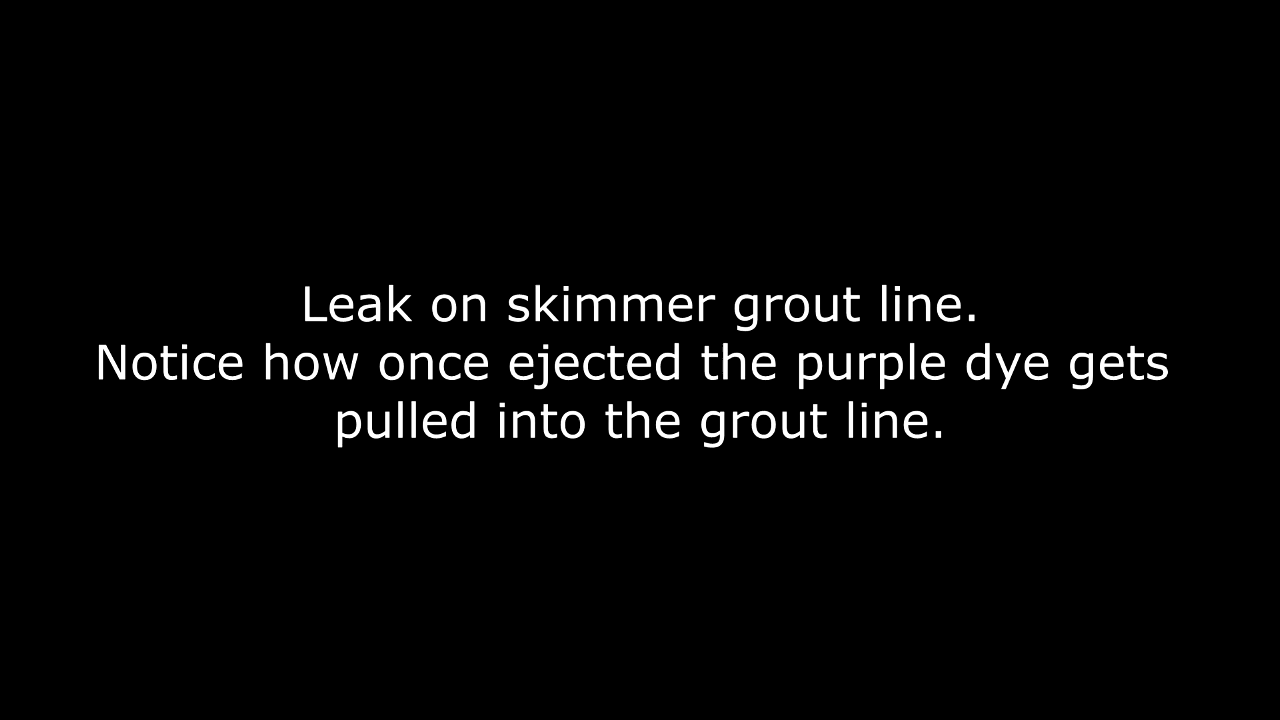 Leak on skimmer grout line.
Notice how once ejected the purple dye gets
pulled into the grout line.